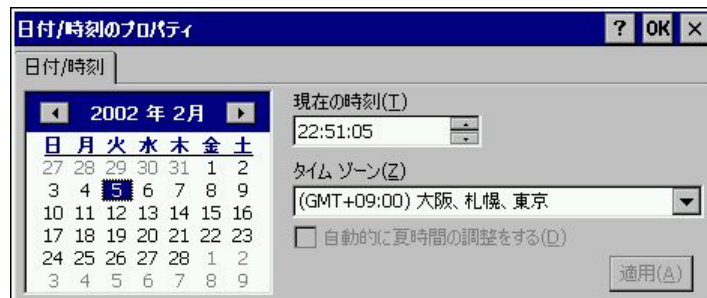 日付/時刻のプロパティ ? OK ×
日付/時刻
2002 年 2月
日 月 火 水 木 金 土
27 28 29 30 31 1 2
3 4 5 6 7 8 9
10 11 12 13 14 15 16
17 18 19 20 21 22 23
24 25 26 27 28 1 2
3 4 5 6 7 8 9
現在の時刻(T)
22:51:05
タイム ゾーン(Z)
(GMT+09:00) 大阪、札幌、東京
自動的に夏時間の調整をする(D)
適用(A)